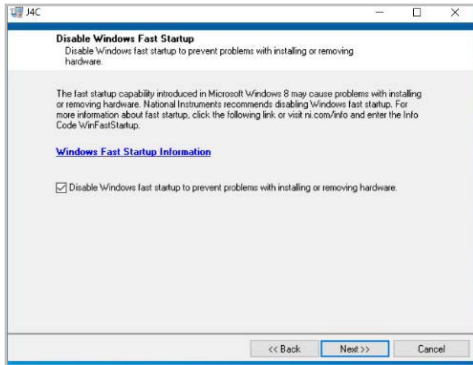 J4C
Disable Windows Fast Startup
Disable Windows fast startup to prevent problems with installing or removing
hardware.
The fast startup capability introduced in Microsoft Windows 8 may cause problems with installing
or removing hardware. National Instruments recommends disabling Windows fast startup. For
more information about fast startup, click the following link or visit ni.com/info and enter the Info
Code WinFastStartup.
Windows Fast Startup Information
Disable Windows fast startup to prevent problems with installing or removing hardware.
<< Back Next >> Cancel